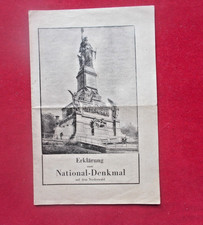 Erklärung
zum
National-Denkmal
auf dem Niederwald